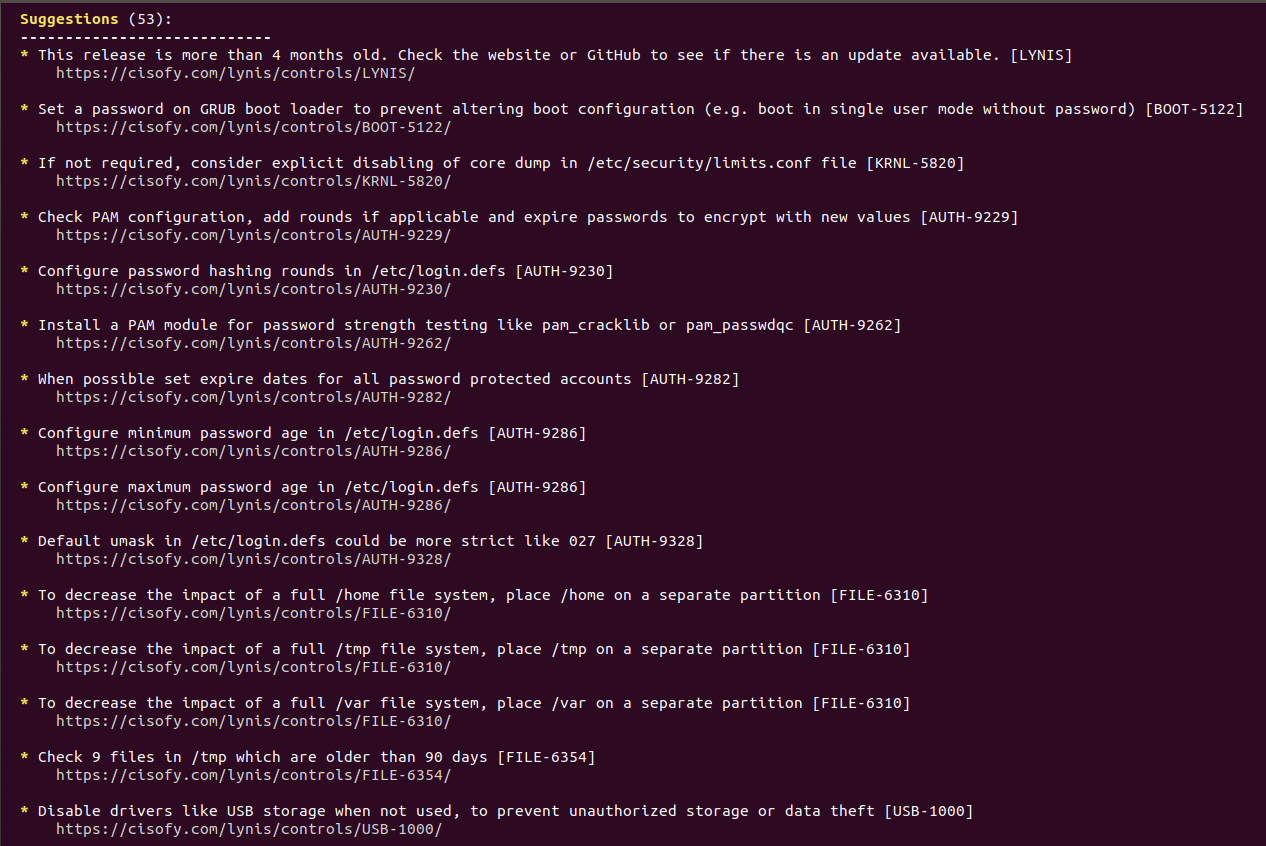 Suggestions (53):
----------------------------
* This release is more than 4 months old. Check the website or GitHub to see if there is an update available. [LYNIS]
https://cisofy.com/lynis/controls/LYNIS/
* Set a password on GRUB boot loader to prevent altering boot configuration (e.g. boot in single user mode without password) [BOOT-5122]
https://cisofy.com/lynis/controls/BOOT-5122/
* If not required, consider explicit disabling of core dump in /etc/security/limits.conf file [KRNL-5820]
https://cisofy.com/lynis/controls/KRNL-5820/
* Check PAM configuration, add rounds if applicable and expire passwords to encrypt with new values [AUTH-9229]
https://cisofy.com/lynis/controls/AUTH-9229/
* Configure password hashing rounds in /etc/login.defs [AUTH-9230]
https://cisofy.com/lynis/controls/AUTH-9230/
* Install a PAM module for password strength testing like pam_cracklib or pam_passwdqc [AUTH-9262]
https://cisofy.com/lynis/controls/AUTH-9262/
* When possible set expire dates for all password protected accounts [AUTH-9282]
https://cisofy.com/lynis/controls/AUTH-9282/
* Configure minimum password age in /etc/login.defs [AUTH-9286]
https://cisofy.com/lynis/controls/AUTH-9286/
* Configure maximum password age in /etc/login.defs [AUTH-9286]
https://cisofy.com/lynis/controls/AUTH-9286/
* Default umask in /etc/login.defs could be more strict like 027 [AUTH-9328]
https://cisofy.com/lynis/controls/AUTH-9328/
* To decrease the impact of a full /home file system, place /home on a separate partition [FILE-6310]
https://cisofy.com/lynis/controls/FILE-6310/
* To decrease the impact of a full /tmp file system, place /tmp on a separate partition [FILE-6310]
https://cisofy.com/lynis/controls/FILE-6310/
* To decrease the impact of a full /var file system, place /var on a separate partition [FILE-6310]
https://cisofy.com/lynis/controls/FILE-6310/
* Check 9 files in /tmp which are older than 90 days [FILE-6354]
https://cisofy.com/lynis/controls/FILE-6354/
* Disable drivers like USB storage when not used, to prevent unauthorized storage or data theft [USB-1000]
https://cisofy.com/lynis/controls/USB-1000/